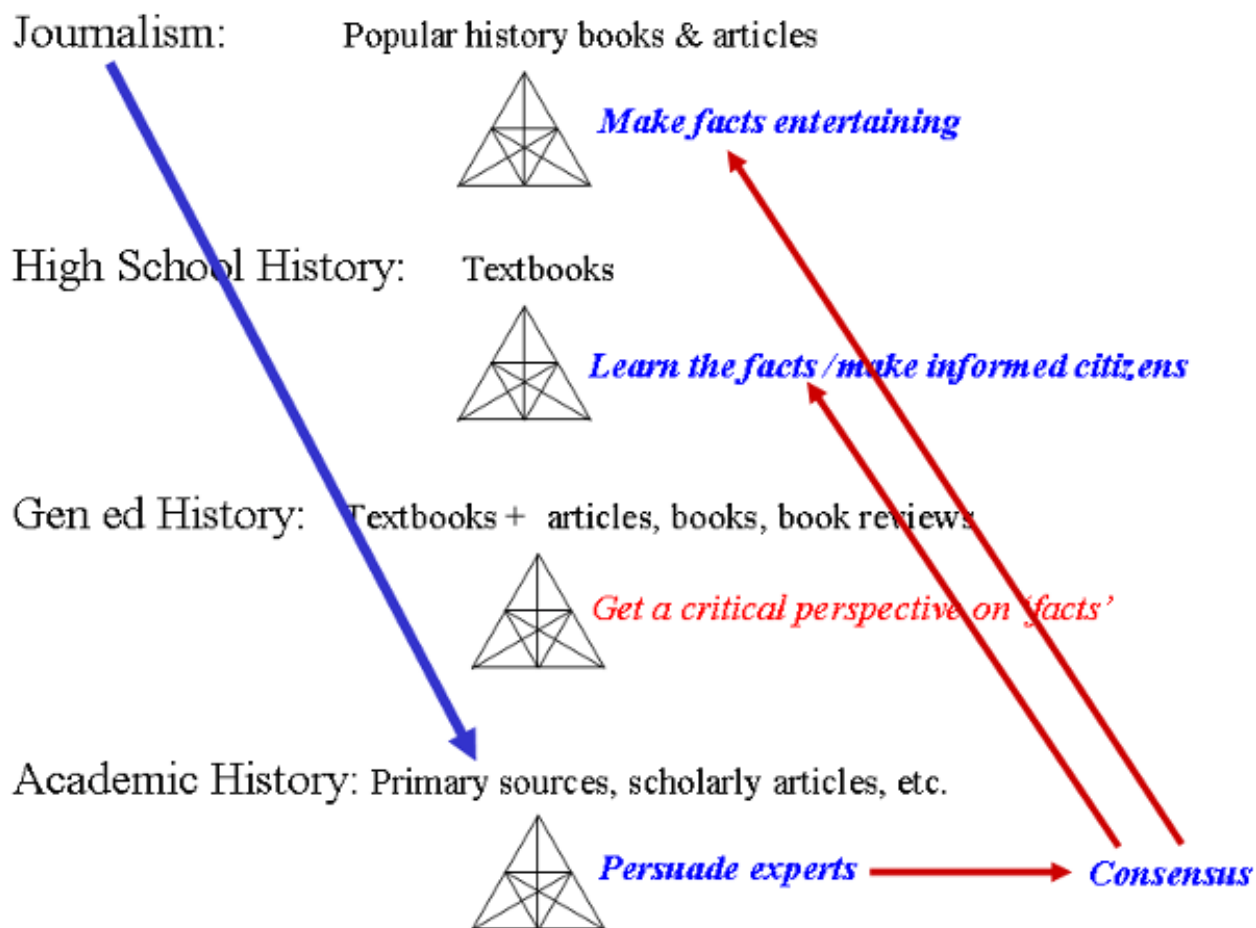 Journalism: Popular history books & articles
Make facts entertaining
High School History: Textbooks
Learn the facts/make informed citizens
Gen ed History: Textbooks + articles, books, book reviews
Get a critical perspective on ‘facts’
Academic History: Primary sources, scholarly articles, etc.
Persuade experts Consensus